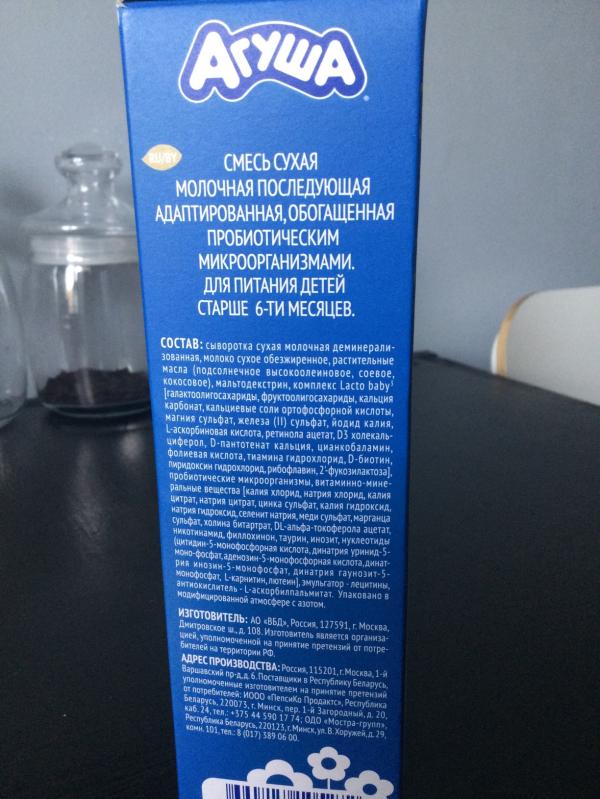 Агуша
RU/BY
СМЕСЬ СУХАЯ
МОЛОЧНАЯ ПОСЛЕДУЮЩАЯ
АДАПТИРОВАННАЯ, ОБОГАЩЕННАЯ
ПРОБИОТИЧЕСКИМ
МИКРООРГАНИЗМАМИ.
ДЛЯ ПИТАНИЯ ДЕТЕЙ
СТАРШЕ 6-ТИ МЕСЯЦЕВ.
СОСТАВ: сыворотка сухая молочная деминерали-
зованная, молоко сухое обезжиренное, растительные
масла (подсолнечное высокоолеиновое, соевое,
кокосовое), мальтодекстрин, комплекс Lacto baby³
[галактоолигосахариды, фруктоолигосахариды, кальция
карбонат, кальциевые соли ортофосфорной кислоты,
магния сульфат, железа (II) сульфат, йодид калия,
L-аскорбиновая кислота, ретинола ацетат, D3 холекаль-
циферол, D-пантотенат кальция, цианкобаламин,
фолиевая кислота, тиамина гидрохлорид, D-биотин,
пиридоксин гидрохлорид, рибофлавин, 2'-фукозилактоза],
пробиотические микроорганизмы, витаминно-мине-
ральные вещества [калия хлорид, натрия хлорид, калия
цитрат, натрия цитрат, цинка сульфат, калия гидроксид,
натрия гидроксид, селенит натрия, меди сульфат, марганца
сульфат, холина битартрат, DL-альфа-токоферола ацетат,
никотинамид, филлохинон, таурин, инозит, нуклеотиды
(цитидин-5-монофосфорная кислота, динатрия уридин-5-
моно-фосфат, аденозин-5-монофосфорная кислота, динат-
рия инозин-5-монофосфат, динатрия гаунозит-5-
монофосфат, L-карнитин, лютеин], эмульгатор - лецитины,
антиокислитель - L-аскорбилпальмитат. Упаковано в
модифицированной атмосфере с азотом.
ИЗГОТОВИТЕЛЬ: АО «ВБД», Россия, 127591, г. Москва,
Дмитровское ш., д. 108. Изготовитель является организа-
цией, уполномоченной на принятие претензий от потре-
бителей на территории РФ.
АДРЕС ПРОИЗВОДСТВА: Россия, 115201, г. Москва, 1-й
Варшавский пр-д, д. 6. Поставщики в Республику Беларусь,
уполномоченные изготовителем на принятие претензий
от потребителей: ИООО «ПепсиКо Продактс», Республика
Беларусь, 220073, г. Минск, пер. 1-й Загородный, д. 20,
каб. 24, тел.: +375 44 590 17 74; ОДО «Мостра-групп»,
Республика Беларусь, 220123, г. Минск, ул. В. Хоружей, д. 29,
комн. 101, тел.: 8 (017) 389 06 00.